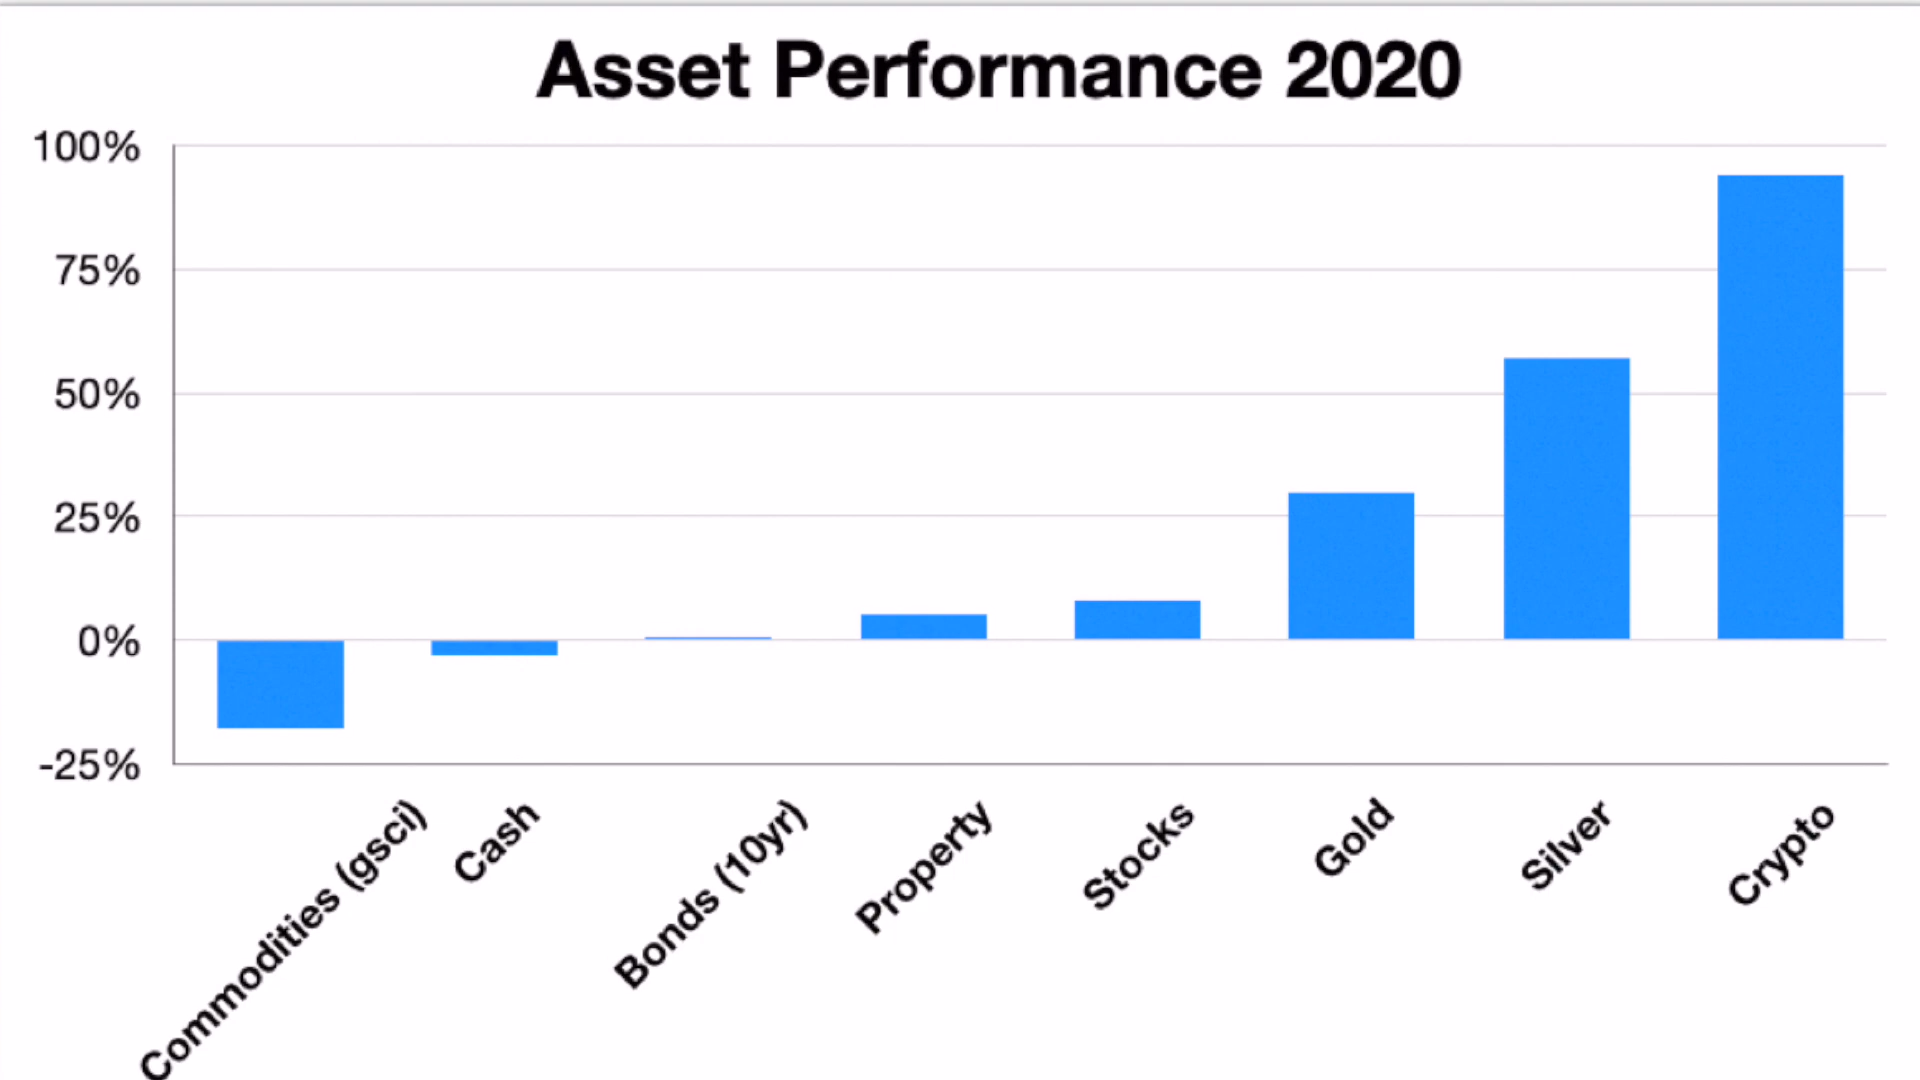 Asset Performance 2020
100%
75%
50%
25%
0%
-25%
Commodities (gsci)
Cash
Bonds (10yr)
Property
Stocks
Gold
Silver
Crypto